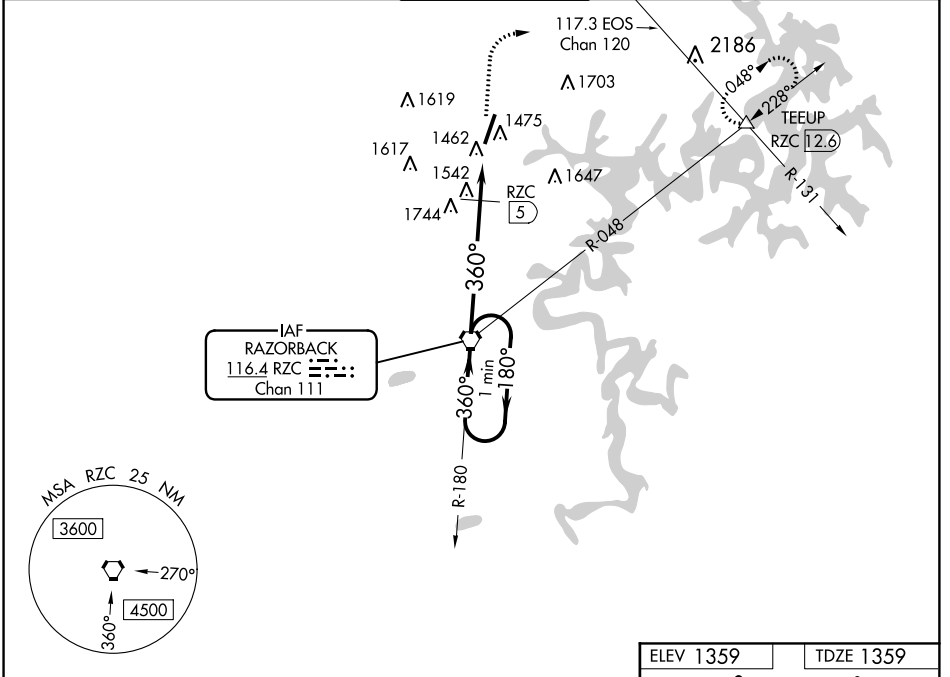 117.3 EOS
Chan 120
2186
048°
228°
TEEUP
RZC 12.6
1703
1619
1475
1462
1617
1542
1647
RZC
5
1744
R-131
R-048
360°
IAF
RAZORBACK
116.4 RZC
Chan 111
360°
1 min
180°
R-180
MSA RZC 25 NM
3600
270°
4500
360°
ELEV 1359
TDZE 1359